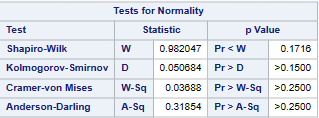 Tests for Normality
Test Statistic p Value
Shapiro-Wilk W 0.982047 Pr < W 0.1716
Kolmogorov-Smirnov D 0.050684 Pr > D >0.1500
Cramer-von Mises W-Sq 0.03688 Pr > W-Sq >0.2500
Anderson-Darling A-Sq 0.31854 Pr > A-Sq >0.2500